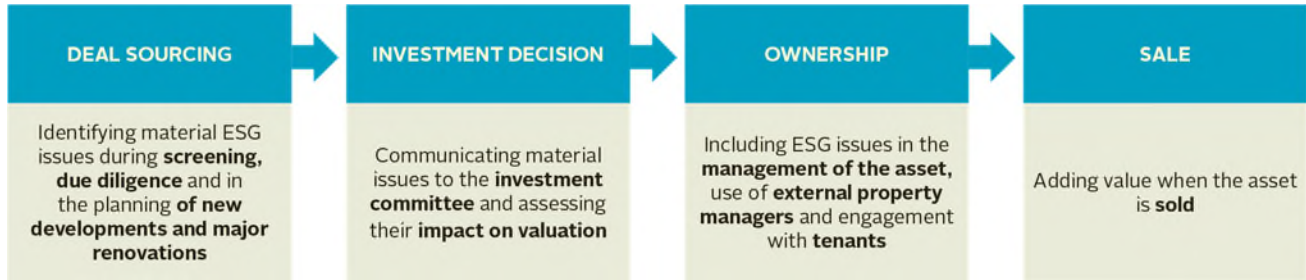 DEAL SOURCING
Identifying material ESG
issues during screening,
due diligence and in
the planning of new
developments and major
renovations
INVESTMENT DECISION
Communicating material
issues to the investment
committee and assessing
their impact on valuation
OWNERSHIP
Including ESG issues in the
management of the asset,
use of external property
managers and engagement
with tenants
SALE
Adding value when the asset
is sold